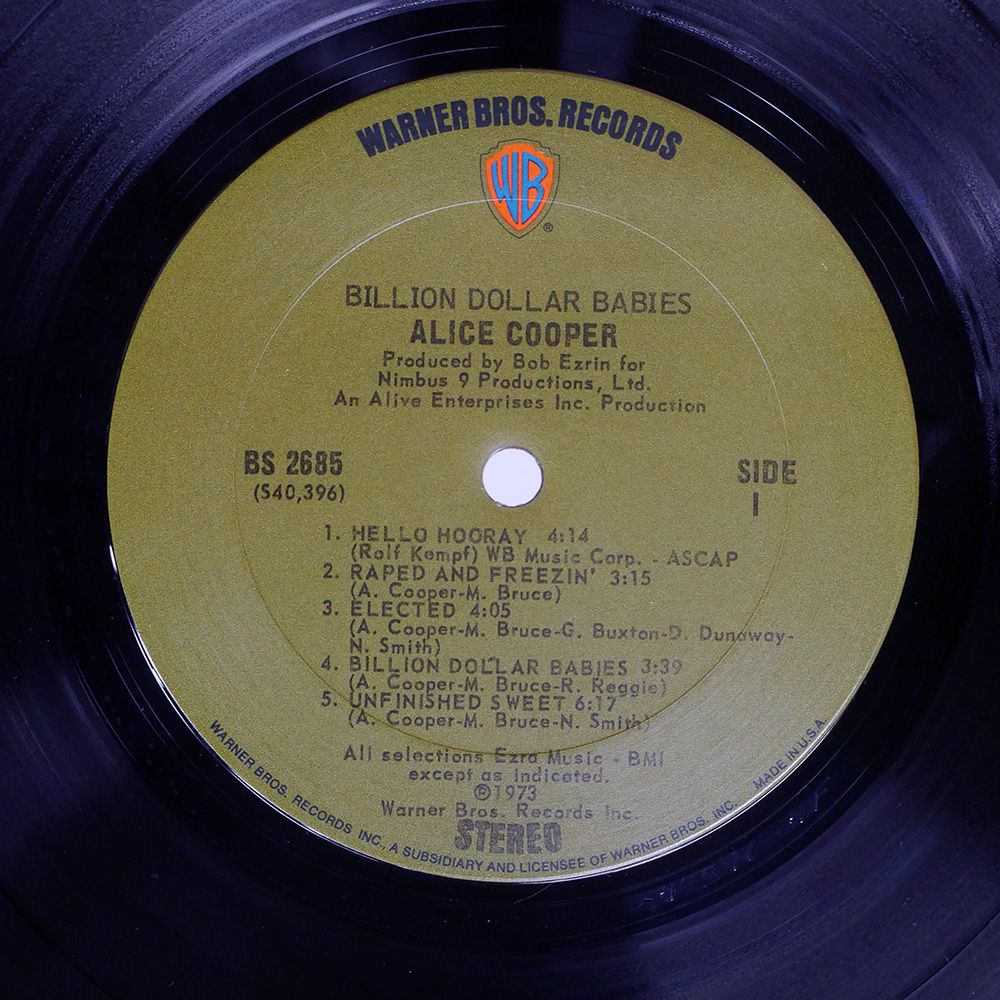 WARNER BROS. RECORDS
WB
®
BILLION DOLLAR BABIES
ALICE COOPER
Produced by Bob Ezrin for
Nimbus 9 Productions, Ltd.
An Alive Enterprises Inc. Production
BS 2685
(S40,396)
SIDE
1
1. HELLO HOORAY 4:14
(Rolf Kempf) WB Music Corp. - ASCAP
2. RAPED AND FREEZIN' 3:15
(A. Cooper-M. Bruce)
3. ELECTED 4:05
(A. Cooper-M. Bruce-G. Buxton-D. Dunaway-
N. Smith)
4. BILLION DOLLAR BABIES 3:39
(A. Cooper-M. Bruce-R. Reggie)
5. UNFINISHED SWEET 6:17
(A. Cooper-M. Bruce-N. Smith)
All selections Ezra Music - BMI
except as indicated.
℗1973
Warner Bros. Records Inc.
STEREO
WARNER BROS. RECORDS INC., A SUBSIDIARY AND LICENSEE OF WARNER BROS. INC. MADE IN U.S.A.